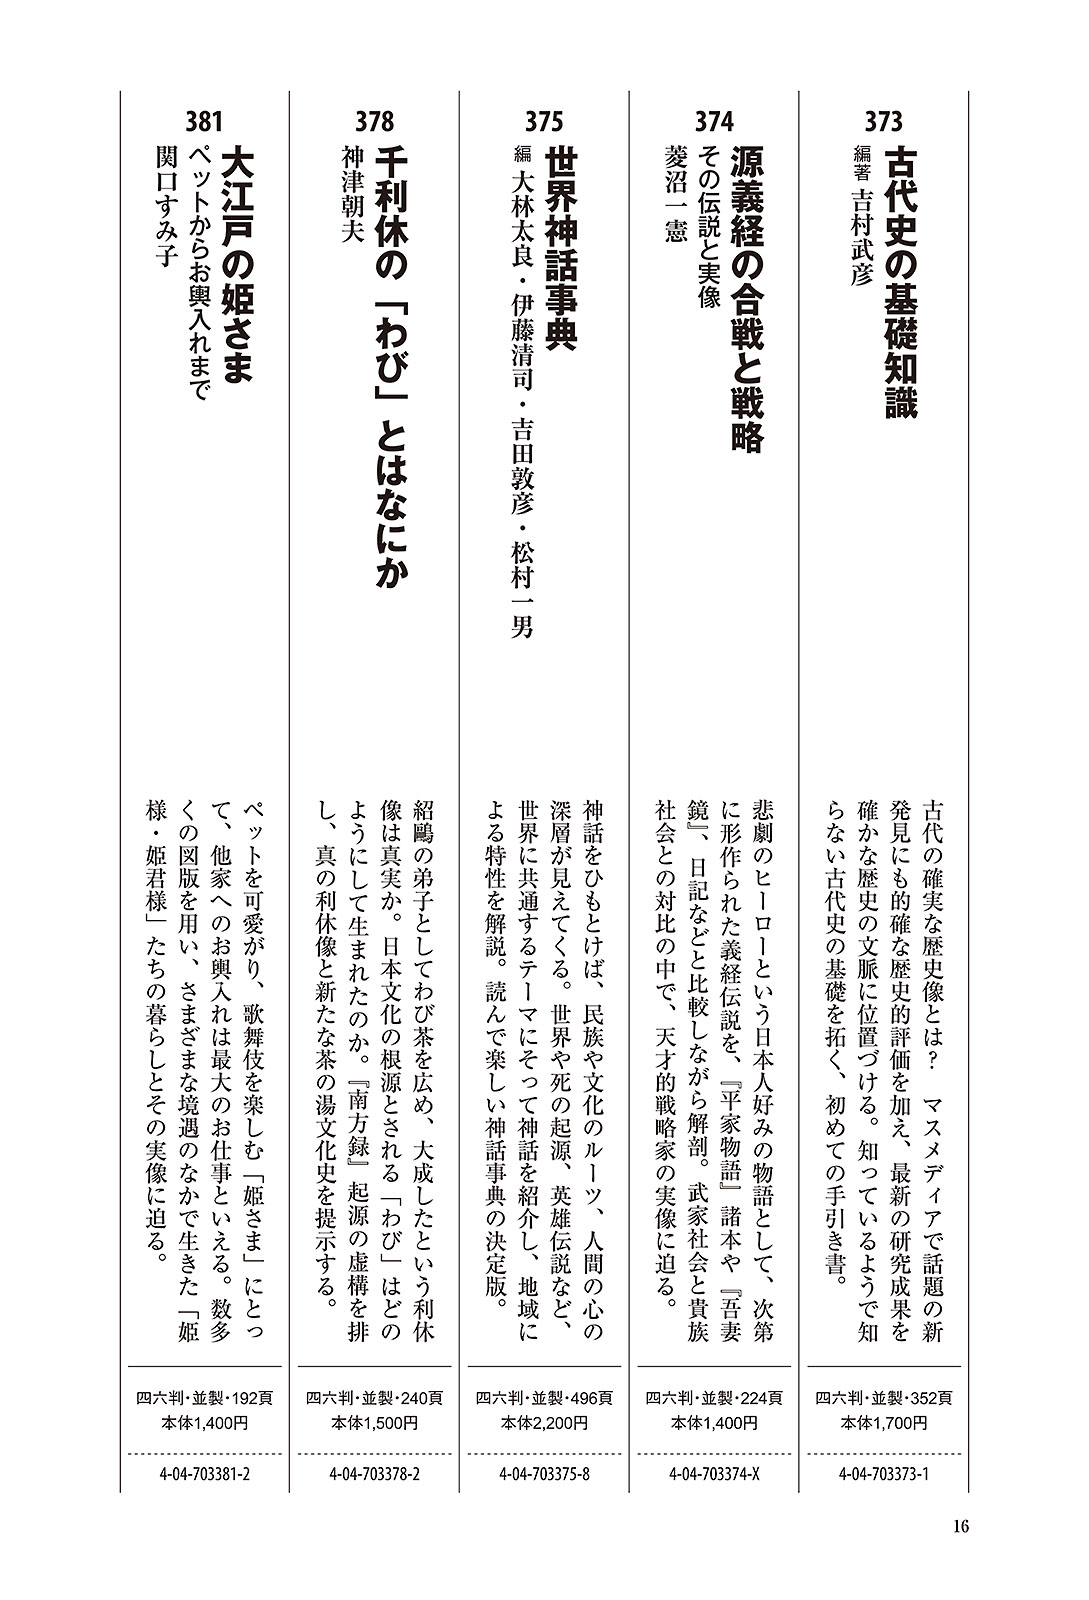 373
古代史の基礎知識
編著 吉村武彦
古代の確実な歴史像とは？　マスメディアで話題の新
発見にも的確な歴史的評価を加え、最新の研究成果を
確かな歴史の文脈に位置づける。知っているようで知
らない古代史の基礎を拓く、初めての手引き書。
四六判・並製・352頁
本体1,700円
4-04-703373-1
374
源義経の合戦と戦略
その伝説と実像
菱沼一憲
悲劇のヒーローという日本人好みの物語として、次第
に形作られた義経伝説を、『平家物語』諸本や『吾妻
鏡』、日記などと比較しながら解剖。武家社会と貴族
社会との対比の中で、天才的戦略家の実像に迫る。
四六判・並製・224頁
本体1,400円
4-04-703374-X
375
世界神話事典
編 大林太良・伊藤清司・吉田敦彦・松村一男
神話をひもとけば、民族や文化のルーツ、人間の心の
深層が見えてくる。世界や死の起源、英雄伝説など、
世界に共通するテーマにそって神話を紹介し、地域に
よる特性を解説。読んで楽しい神話事典の決定版。
四六判・並製・496頁
本体2,200円
4-04-703375-8
378
千利休の「わび」とはなにか
神津朝夫
紹鷗の弟子としてわび茶を広め、大成したという利休
像は真実か。日本文化の根源とされる「わび」はどの
ようにして生まれたのか。『南方録』起源の虚構を排
し、真の利休像と新たな茶の湯文化史を提示する。
四六判・並製・240頁
本体1,500円
4-04-703378-2
381
大江戸の姫さま
ペットからお輿入れまで
関口すみ子
ペットを可愛がり、歌舞伎を楽しむ「姫さま」にとっ
て、他家へのお輿入れは最大のお仕事といえる。数多
くの図版を用い、さまざまな境遇のなかで生きた「姫
様・姫君様」たちの暮らしとその実像に迫る。
四六判・並製・192頁
本体1,400円
4-04-703381-2
16